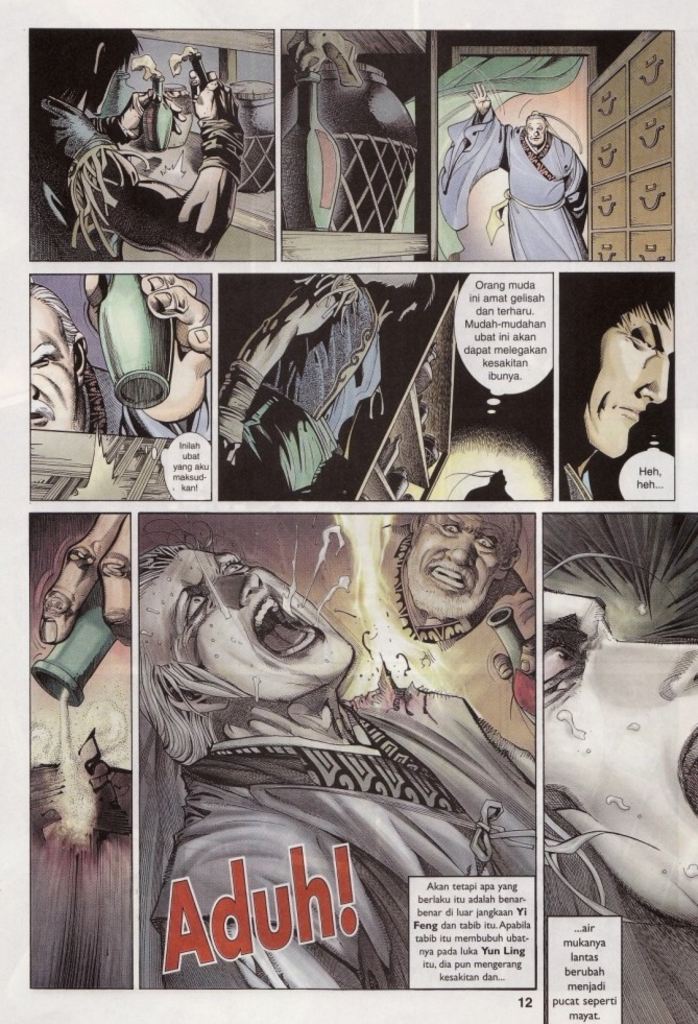 Orang muda
ini amat gelisah
dan terharu.
Mudah-mudahan
ubat ini akan
dapat melegakan
kesakitan
ibunya.
Inilah
ubat
yang aku
maksud-
kan!
Heh,
heh...
Aduh!
Akan tetapi apa yang
berlaku itu adalah benar-
benar di luar jangkaan Yi
Feng dan tabib itu. Apabila
tabib itu membubuh ubat-
nya pada luka Yun Ling
itu, dia pun mengerang
kesakitan dan...
...air
mukanya
lantas
berubah
menjadi
pucat seperti
mayat.
12